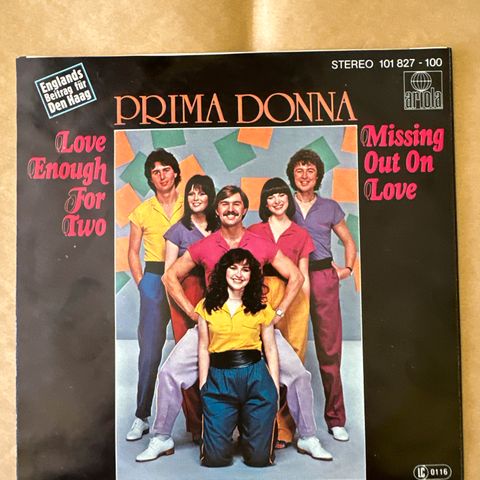 Englands
Beitrag für
Den Haag
STEREO 101 827 - 100
ariola
PRIMA DONNA
Love
Enough
For
Two
Missing
Out On
Love
LC 0116